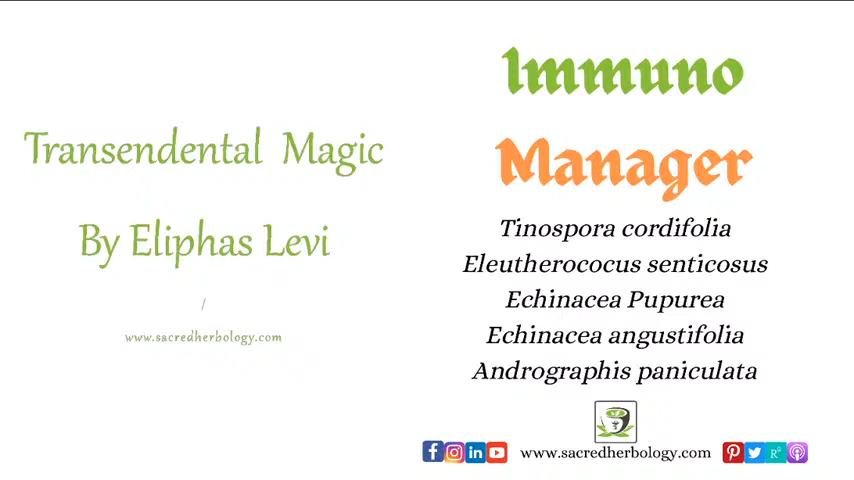 Transendental Magic
By Eliphas Levi
/
www.sacredherbology.com
Immuno
Manager
Tinospora cordifolia
Eleutherococus senticosus
Echinacea Pupurea
Echinacea angustifolia
Andrographis paniculata
www.sacredherbology.com